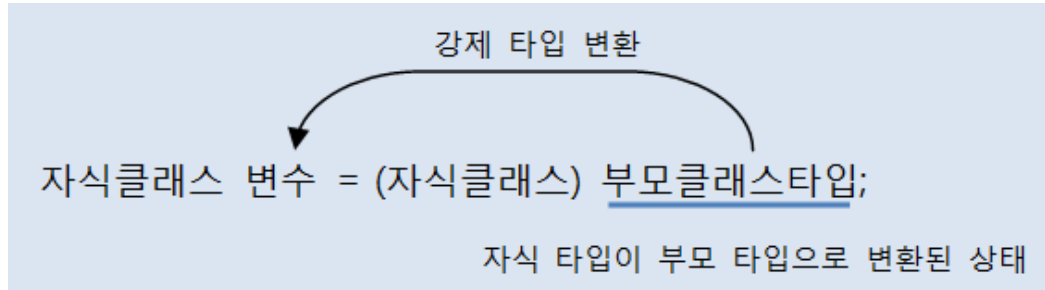 강제 타입 변환
자식클래스 변수 = (자식클래스) 부모클래스타입;
자식 타입이 부모 타입으로 변환된 상태